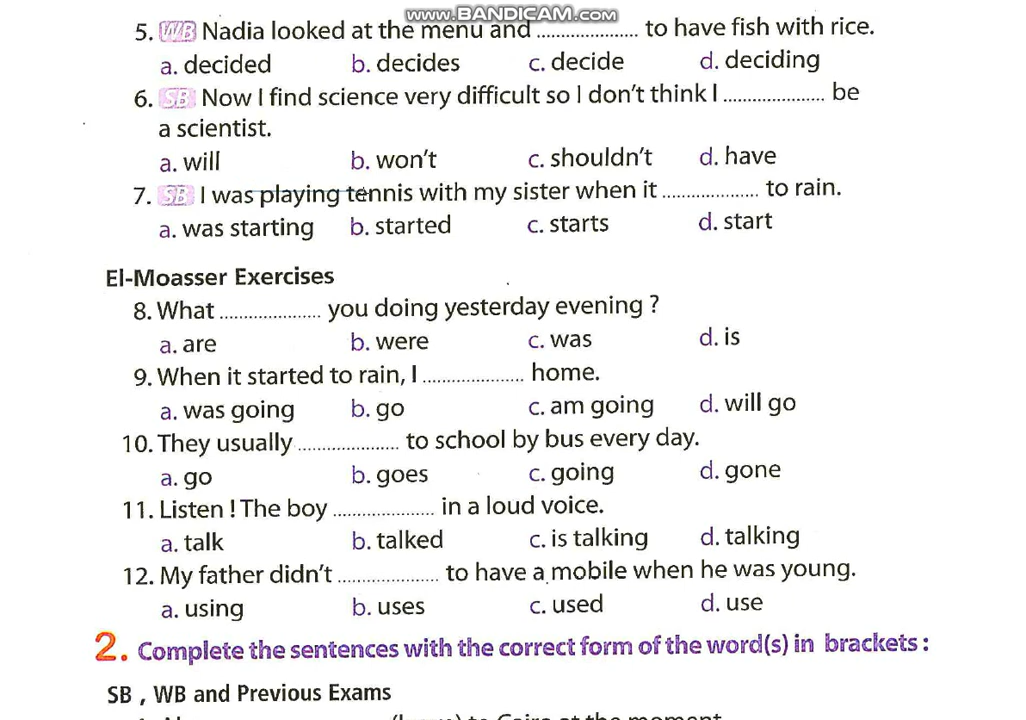 www.BANDICAM.com
5. WB Nadia looked at the menu and .................... to have fish with rice.
a. decided b. decides c. decide d. deciding
6. SB Now I find science very difficult so I don't think I .................... be
a scientist.
a. will b. won't c. shouldn't d. have
7. SB I was playing tennis with my sister when it .................... to rain.
a. was starting b. started c. starts d. start
El-Moasser Exercises
8. What .................... you doing yesterday evening ?
a. are b. were c. was d. is
9. When it started to rain, I .................... home.
a. was going b. go c. am going d. will go
10. They usually .................... to school by bus every day.
a. go b. goes c. going d. gone
11. Listen ! The boy .................... in a loud voice.
a. talk b. talked c. is talking d. talking
12. My father didn't .................... to have a mobile when he was young.
a. using b. uses c. used d. use
2. Complete the sentences with the correct form of the word(s) in brackets :
SB , WB and Previous Exams
to Cairo at the moment